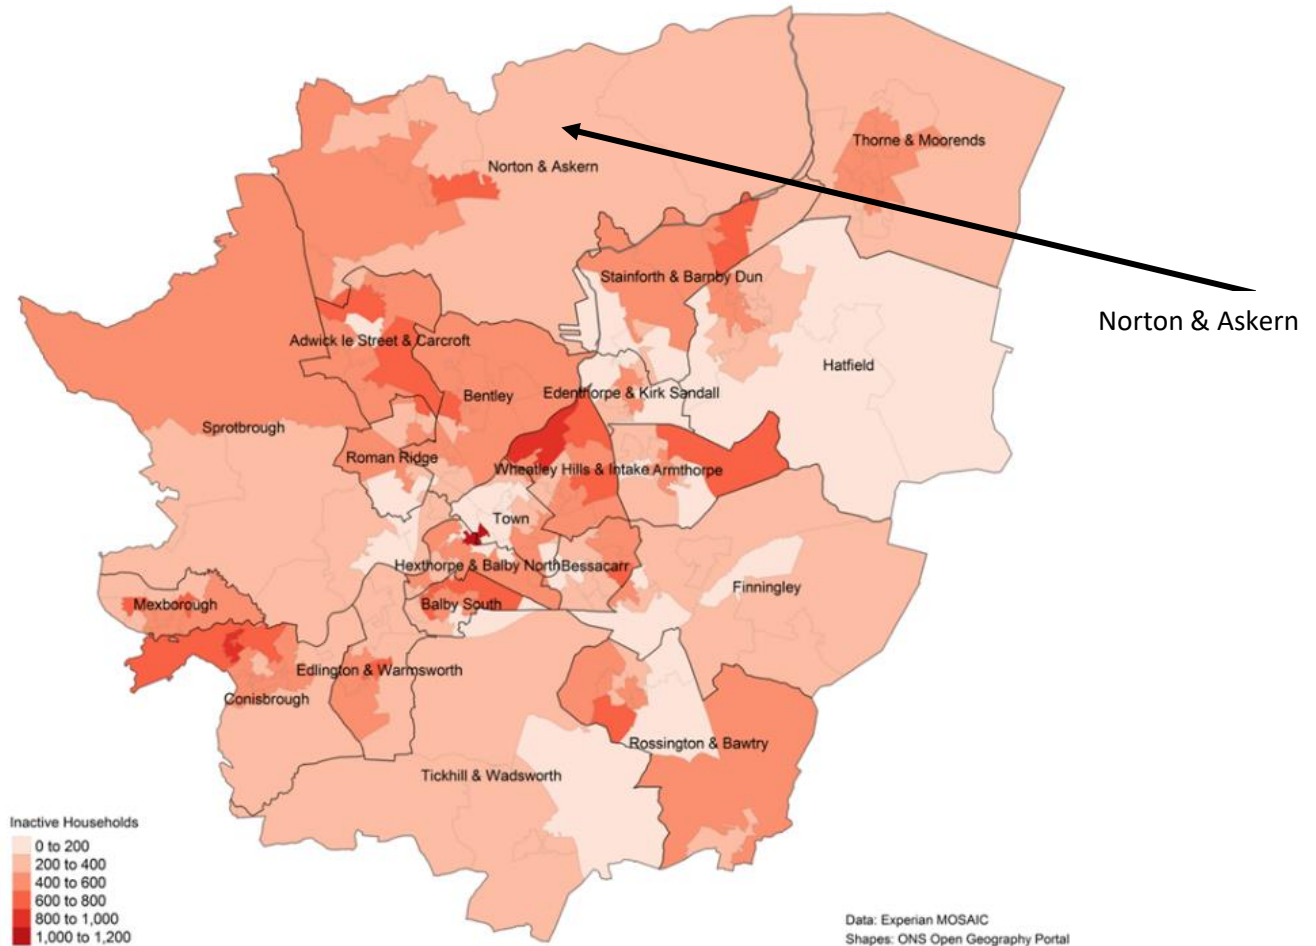 Thorne & Moorends
Norton & Askern
Stainforth & Barnby Dun
Norton & Askern
Adwick le Street & Carcroft
Hatfield
Bentley
Edenthorpe & Kirk Sandall
Sprotbrough
Roman Ridge
Wheatley Hills & Intake
Armthorpe
Town
Hexthorpe & Balby North
Bessacarr
Finningley
Mexborough
Balby South
Edlington & Warmsworth
Conisbrough
Rossington & Bawtry
Tickhill & Wadsworth
Inactive Households
0 to 200
200 to 400
400 to 600
600 to 800
800 to 1,000
1,000 to 1,200
Data: Experian MOSAIC
Shapes: ONS Open Geography Portal